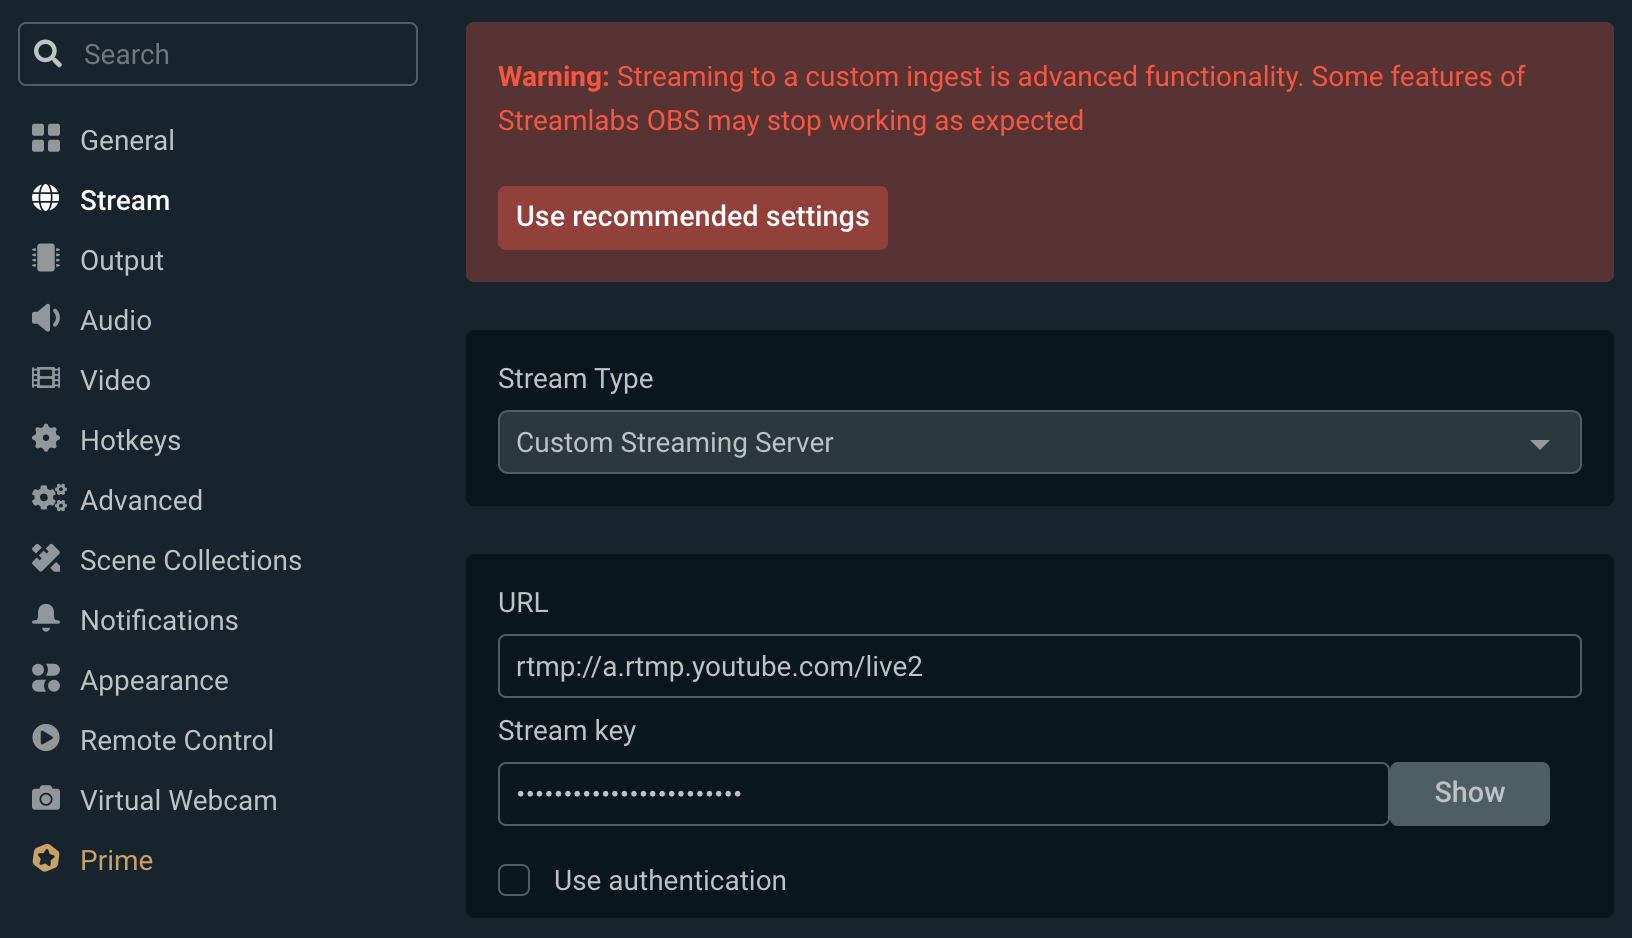 Search
General
Stream
Output
Audio
Video
Hotkeys
Advanced
Scene Collections
Notifications
Appearance
Remote Control
Virtual Webcam
Prime
Warning: Streaming to a custom ingest is advanced functionality. Some features of
Streamlabs OBS may stop working as expected
Use recommended settings
Stream Type
Custom Streaming Server
URL
rtmp://a.rtmp.youtube.com/live2
Stream key
••••••••••••••••••••••••
Show
Use authentication